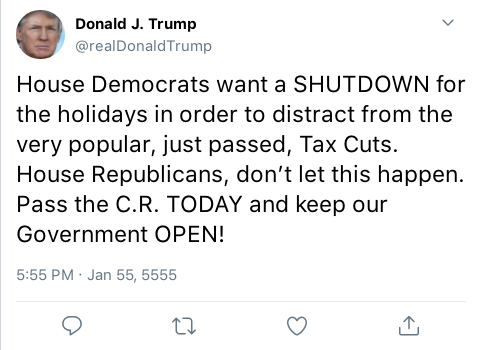 Donald J. Trump
@realDonaldTrump
House Democrats want a SHUTDOWN for
the holidays in order to distract from the
very popular, just passed, Tax Cuts.
House Republicans, don’t let this happen.
Pass the C.R. TODAY and keep our
Government OPEN!
5:55 PM · Jan 55, 5555